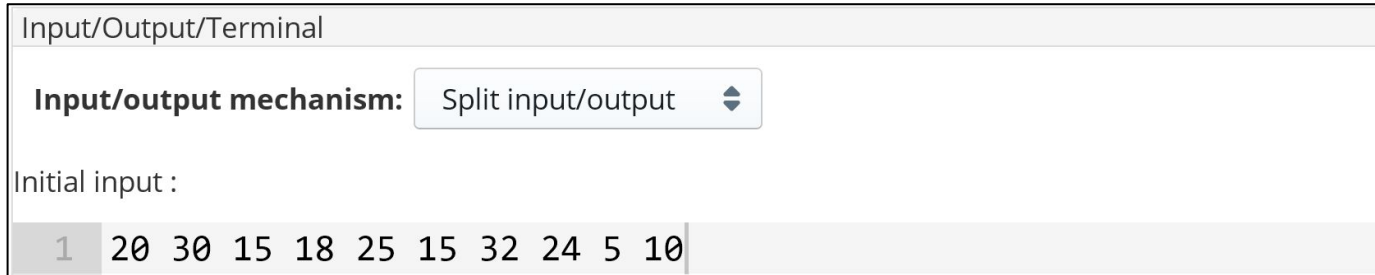 Input/Output/Terminal
Input/output mechanism: Split input/output
Initial input :
1 20 30 15 18 25 15 32 24 5 10